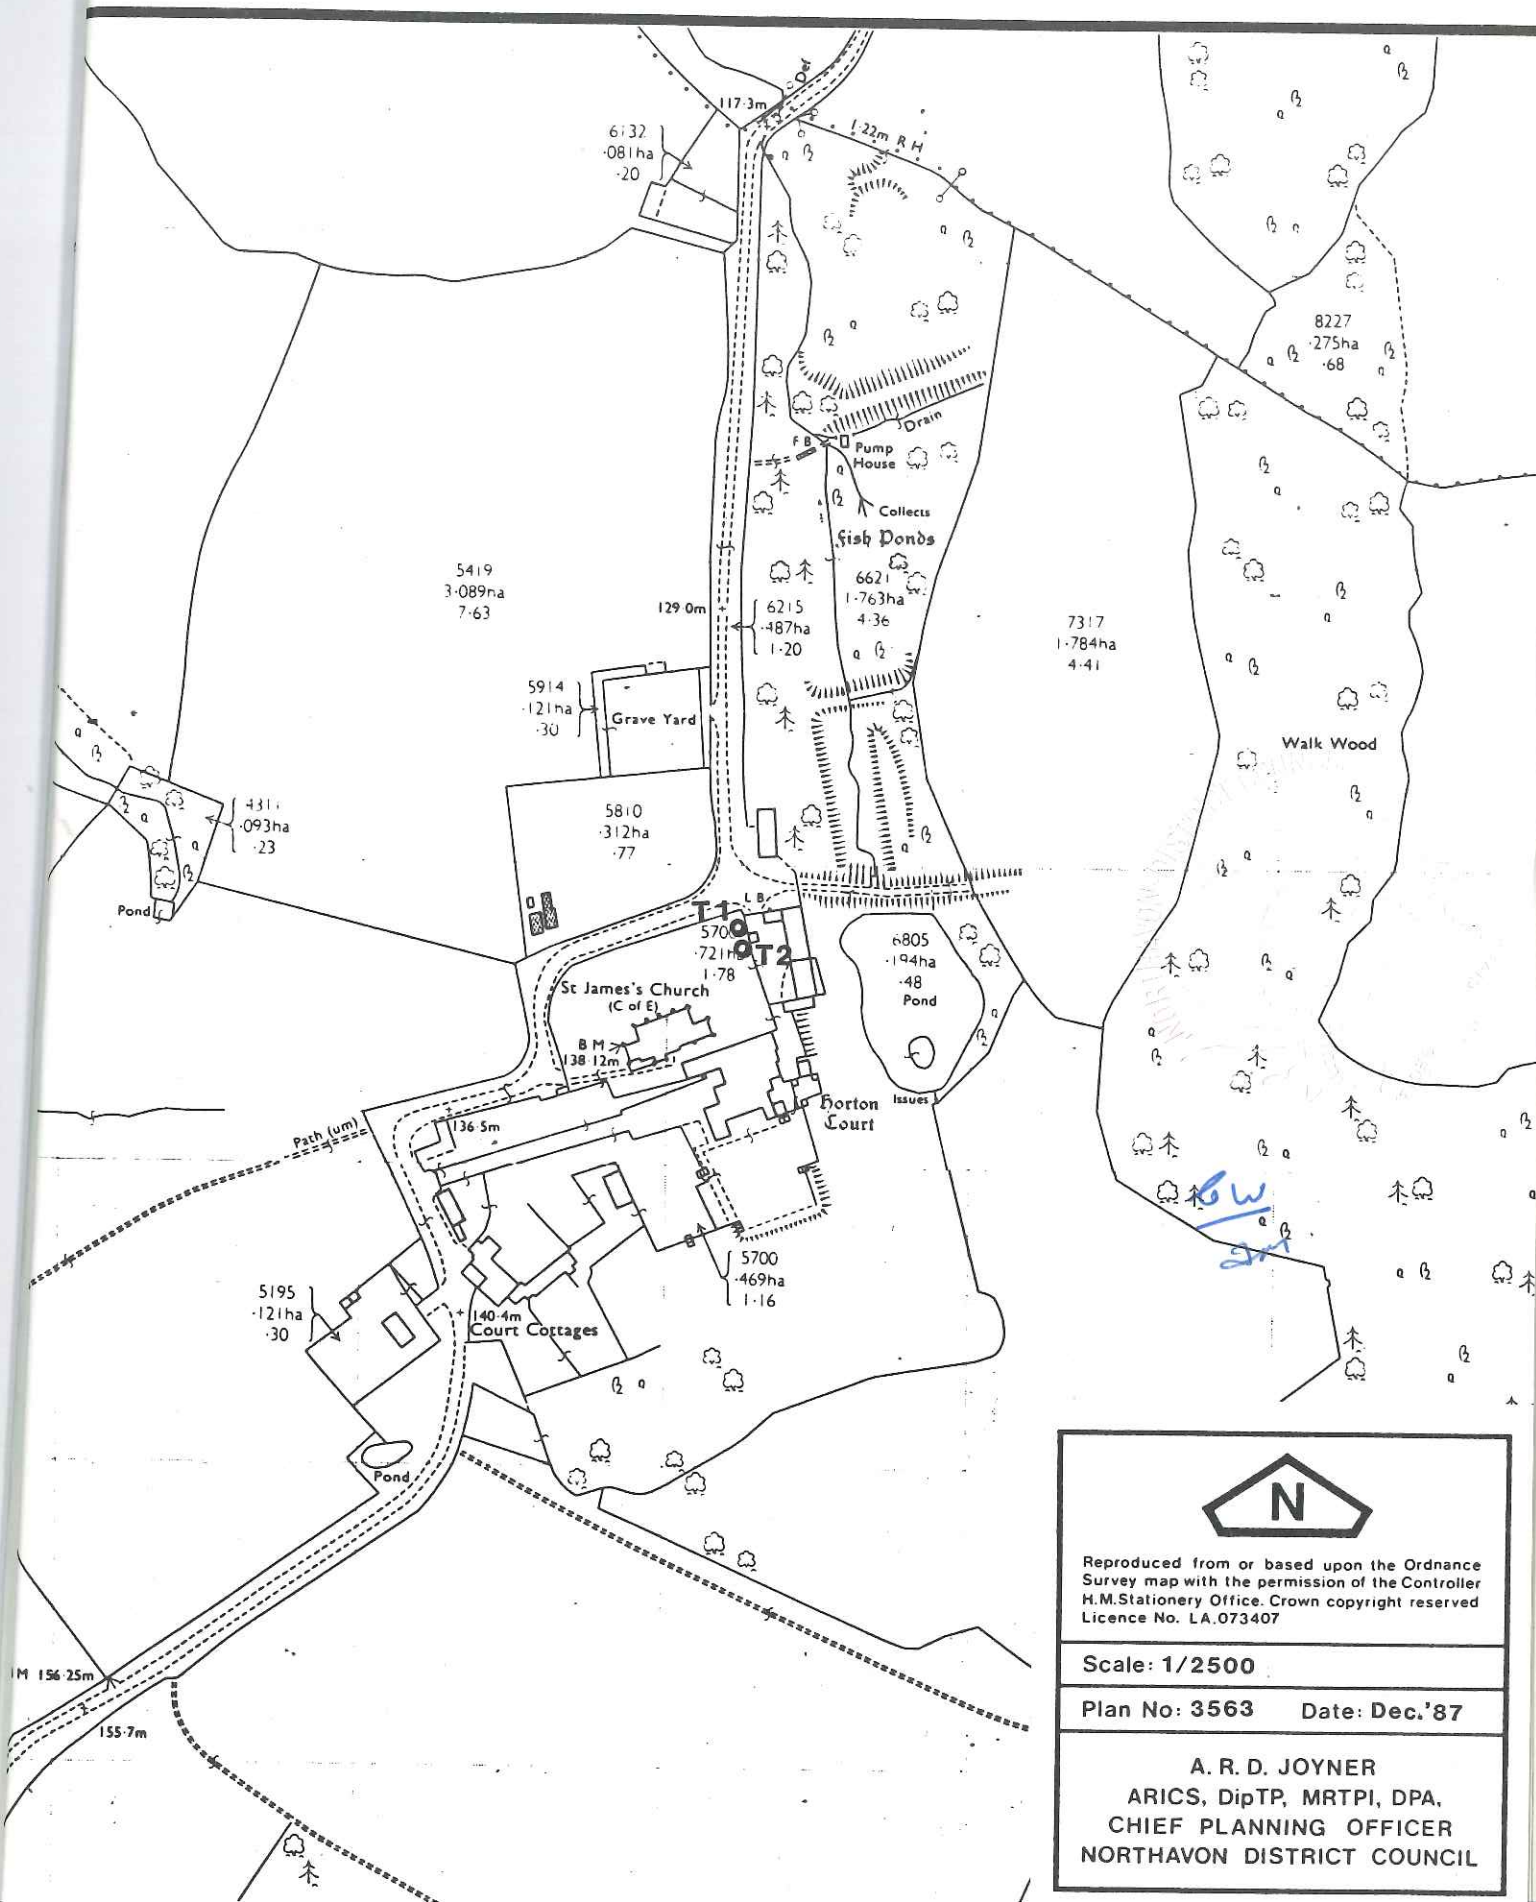 Def
117·3m
1·22m R H
6132
·081ha
·20
8227
·275ha
·68
Drain
F B
Pump
House
Collects
Fish Ponds
5419
3·089ha
7·63
129·0m
6215
·487ha
1·20
6621
1·763ha
4·36
7317
1·784ha
4·41
5914
·121ha
·30
Grave Yard
Walk Wood
4311
·093ha
·23
5810
·312ha
·77
Pond
L B
T1
T2
5700
·721h
1·78
6805
·194ha
·48
Pond
St James's Church
(C of E)
B M
138·12m
Issues
Horton
Court
136·5m
Path (um)
GW
5700
·469ha
1·16
5195
·121ha
·30
140·4m
Court Cottages
Pond
M 156·25m
155·7m
N
Reproduced from or based upon the Ordnance
Survey map with the permission of the Controller
H.M.Stationery Office. Crown copyright reserved
Licence No. LA.073407
Scale: 1/2500
Plan No: 3563 Date: Dec.'87
A. R. D. JOYNER
ARICS, DipTP, MRTPI, DPA,
CHIEF PLANNING OFFICER
NORTHAVON DISTRICT COUNCIL